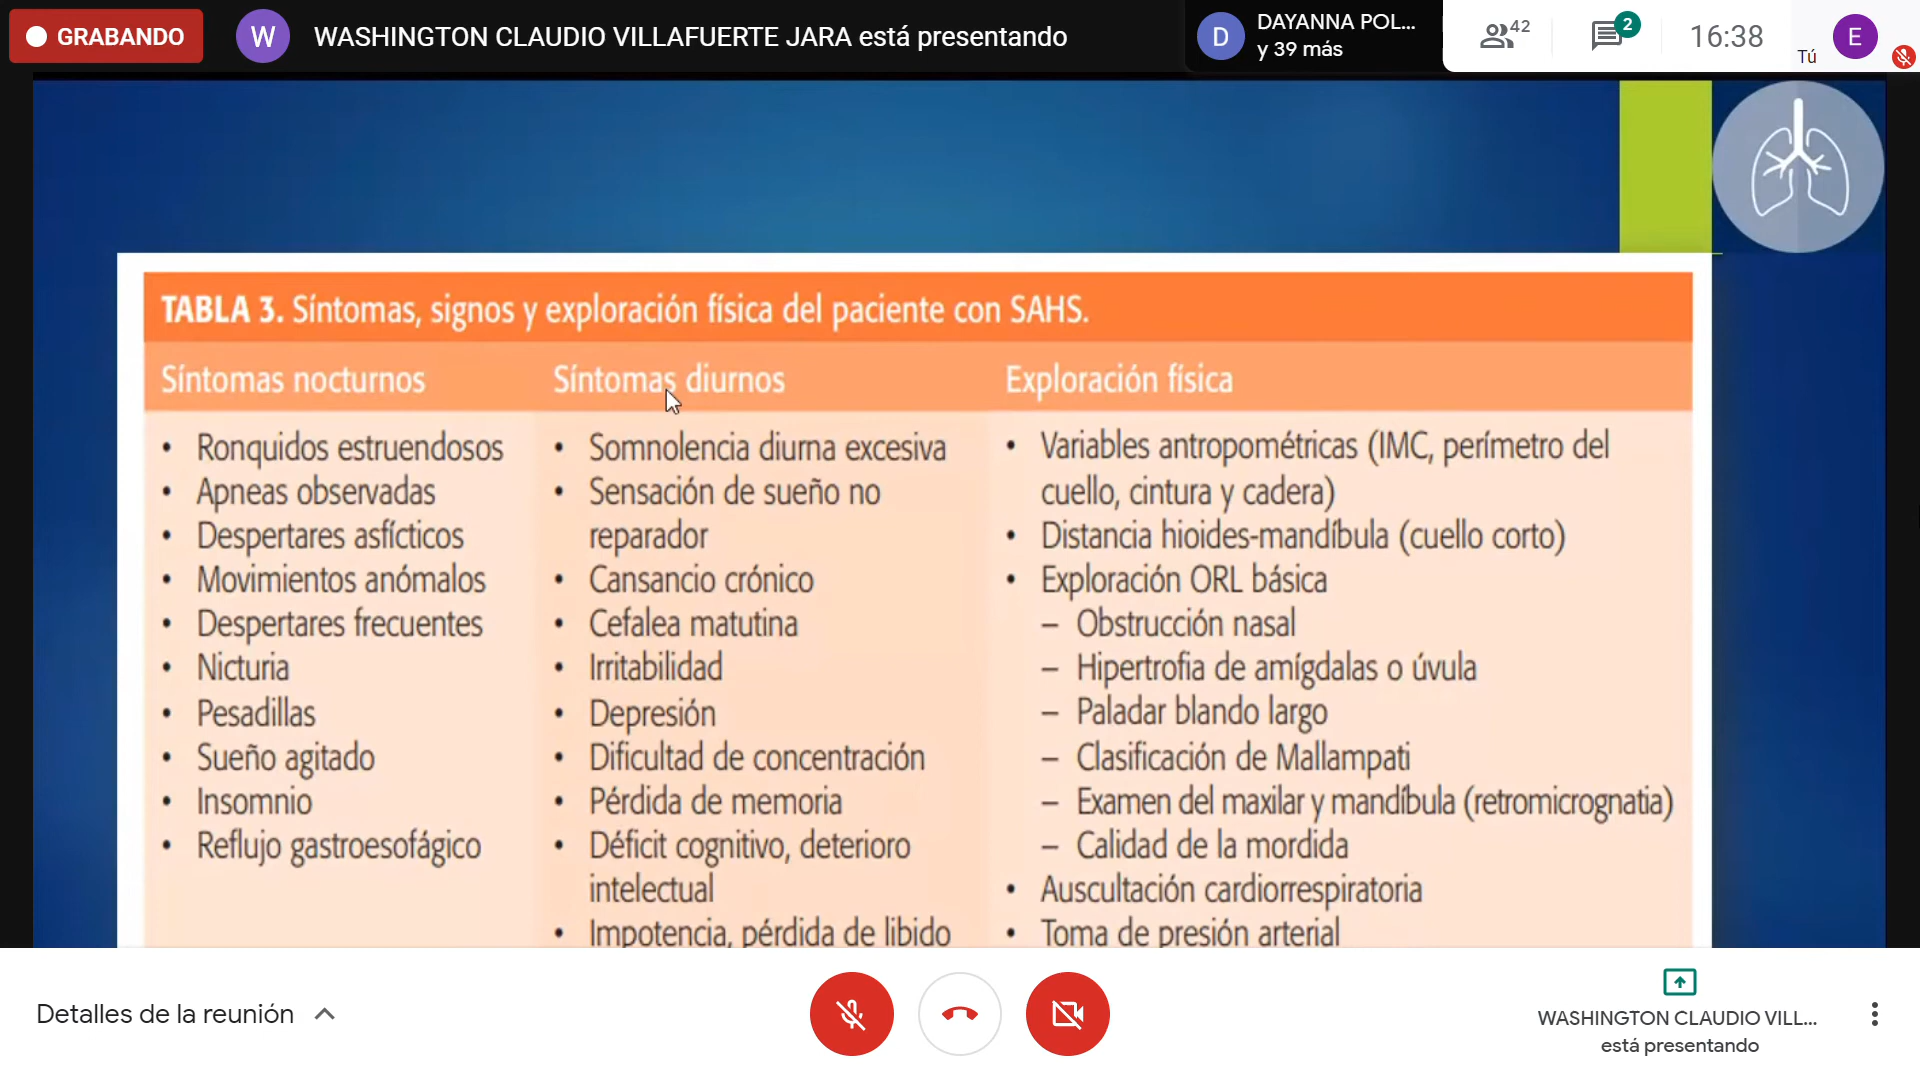 GRABANDO
W
WASHINGTON CLAUDIO VILLAFUERTE JARA está presentando
D
DAYANNA POL...
y 39 más
42
2
16:38
Tú
E
TABLA 3. Síntomas, signos y exploración física del paciente con SAHS.
Síntomas nocturnos
• Ronquidos estruendosos
• Apneas observadas
• Despertares asfícticos
• Movimientos anómalos
• Despertares frecuentes
• Nicturia
• Pesadillas
• Sueño agitado
• Insomnio
• Reflujo gastroesofágico
Síntomas diurnos
• Somnolencia diurna excesiva
• Sensación de sueño no
reparador
• Cansancio crónico
• Cefalea matutina
• Irritabilidad
• Depresión
• Dificultad de concentración
• Pérdida de memoria
• Déficit cognitivo, deterioro
intelectual
• Impotencia, pérdida de libido
Exploración física
• Variables antropométricas (IMC, perímetro del
cuello, cintura y cadera)
• Distancia hioides-mandíbula (cuello corto)
• Exploración ORL básica
– Obstrucción nasal
– Hipertrofia de amígdalas o úvula
– Paladar blando largo
– Clasificación de Mallampati
– Examen del maxilar y mandíbula (retromicrognatia)
– Calidad de la mordida
• Auscultación cardiorrespiratoria
• Toma de presión arterial
Detalles de la reunión
WASHINGTON CLAUDIO VILL...
está presentando